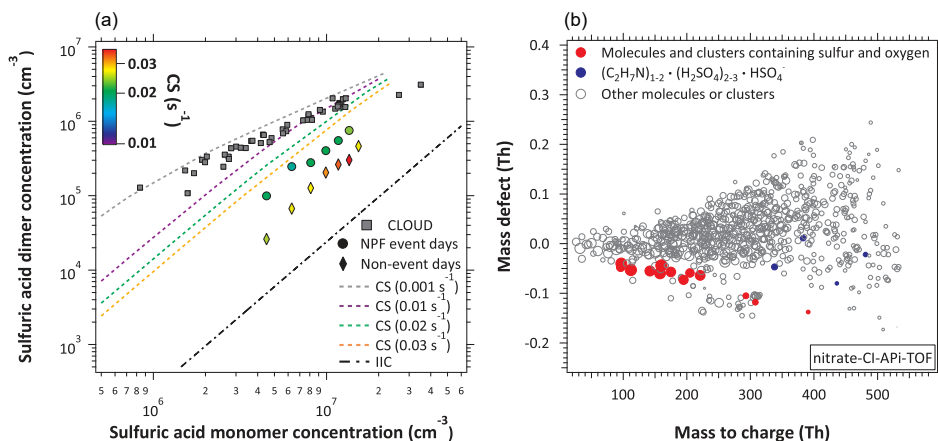 (a)
(b)
Sulfuric acid dimer concentration (cm⁻³)
10⁷
10⁶
10⁵
10⁴
10³
CS (s⁻¹)
0.03
0.02
0.01
CLOUD
NPF event days
Non-event days
CS (0.001 s⁻¹)
CS (0.01 s⁻¹)
CS (0.02 s⁻¹)
CS (0.03 s⁻¹)
IIC
5 6 7 8 9 2 3 4 5 6 7 8 9 2 3 4 5 6
10⁶ 10⁷
Sulfuric acid monomer concentration (cm⁻³)
Mass defect (Th)
0.4
0.2
0.0
-0.1
-0.2
Molecules and clusters containing sulfur and oxygen
(C₂H₇N)₁₋₂ · (H₂SO₄)₂₋₃ · HSO₄⁻
Other molecules or clusters
nitrate-CI-APi-TOF
100 200 300 400 500
Mass to charge (Th)